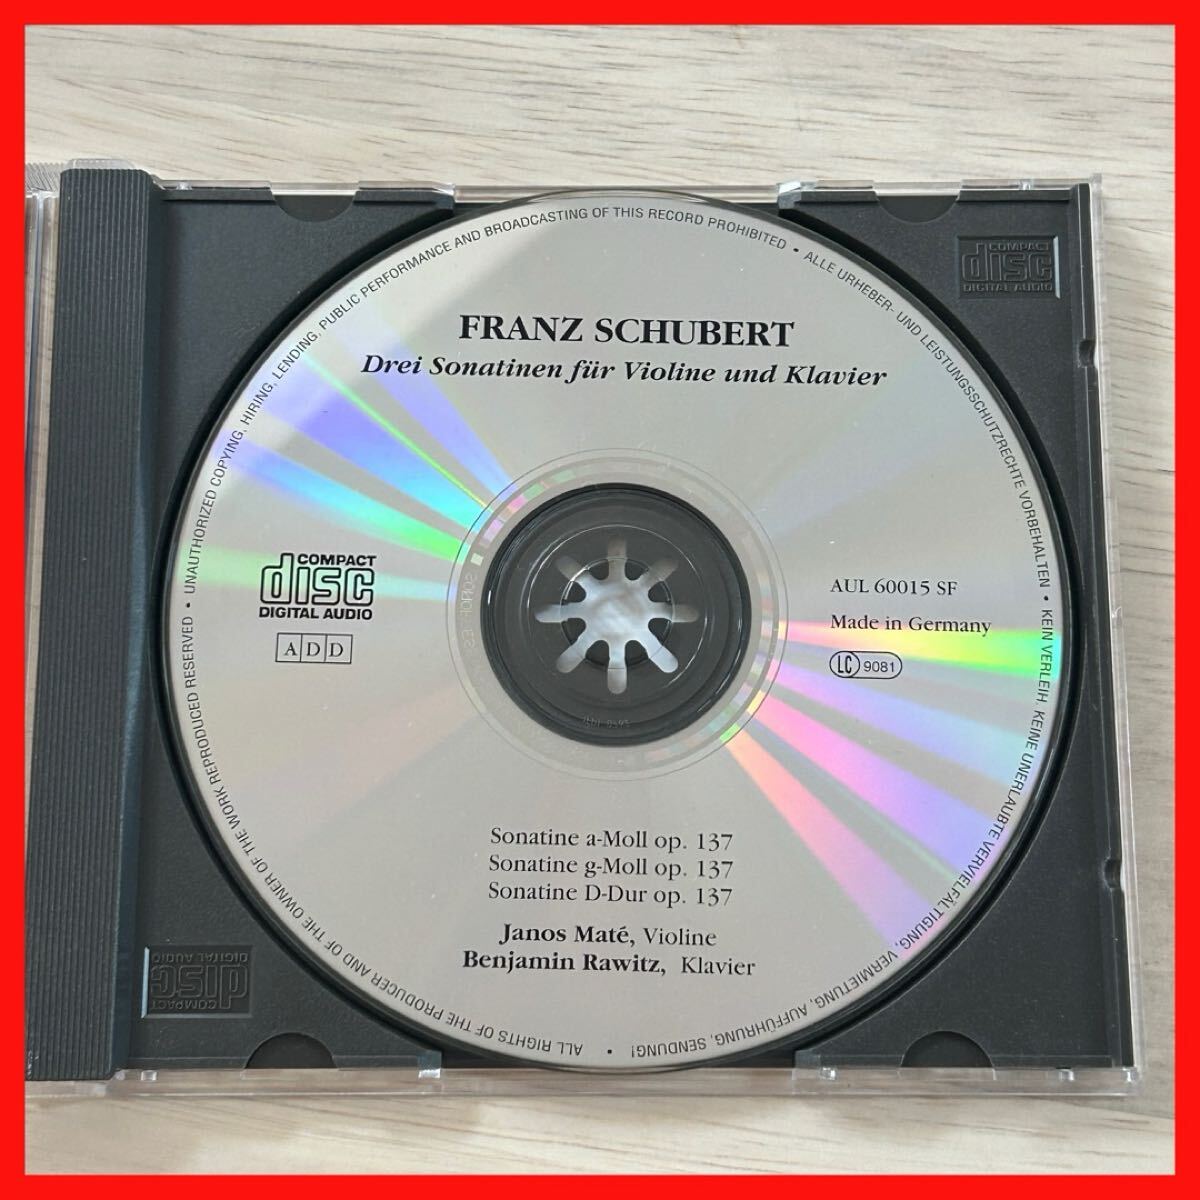 FRANZ SCHUBERT
Drei Sonatinen für Violine und Klavier
COMPACT
disc
DIGITAL AUDIO
ADD
AUL 60015 SF
Made in Germany
LC 9081
Sonatine a-Moll op. 137
Sonatine g-Moll op. 137
Sonatine D-Dur op. 137
Janos Maté, Violine
Benjamin Rawitz, Klavier
ALL RIGHTS OF THE PRODUCER AND OF THE OWNER OF THE WORK REPRODUCED RESERVED • UNAUTHORIZED COPYING, HIRING, LENDING, PUBLIC PERFORMANCE AND BROADCASTING OF THIS RECORD PROHIBITED • ALLE URHEBER- UND LEISTUNGSSCHUTZRECHTE VORBEHALTEN • KEIN VERLEIH, KEINE UNERLAUBTE VERVIELFÄLTIGUNG, VERMIETUNG, AUFFÜHRUNG, SENDUNG! •
COMPACT
disc
DIGITAL AUDIO
COMPACT
disc
DIGITAL AUDIO